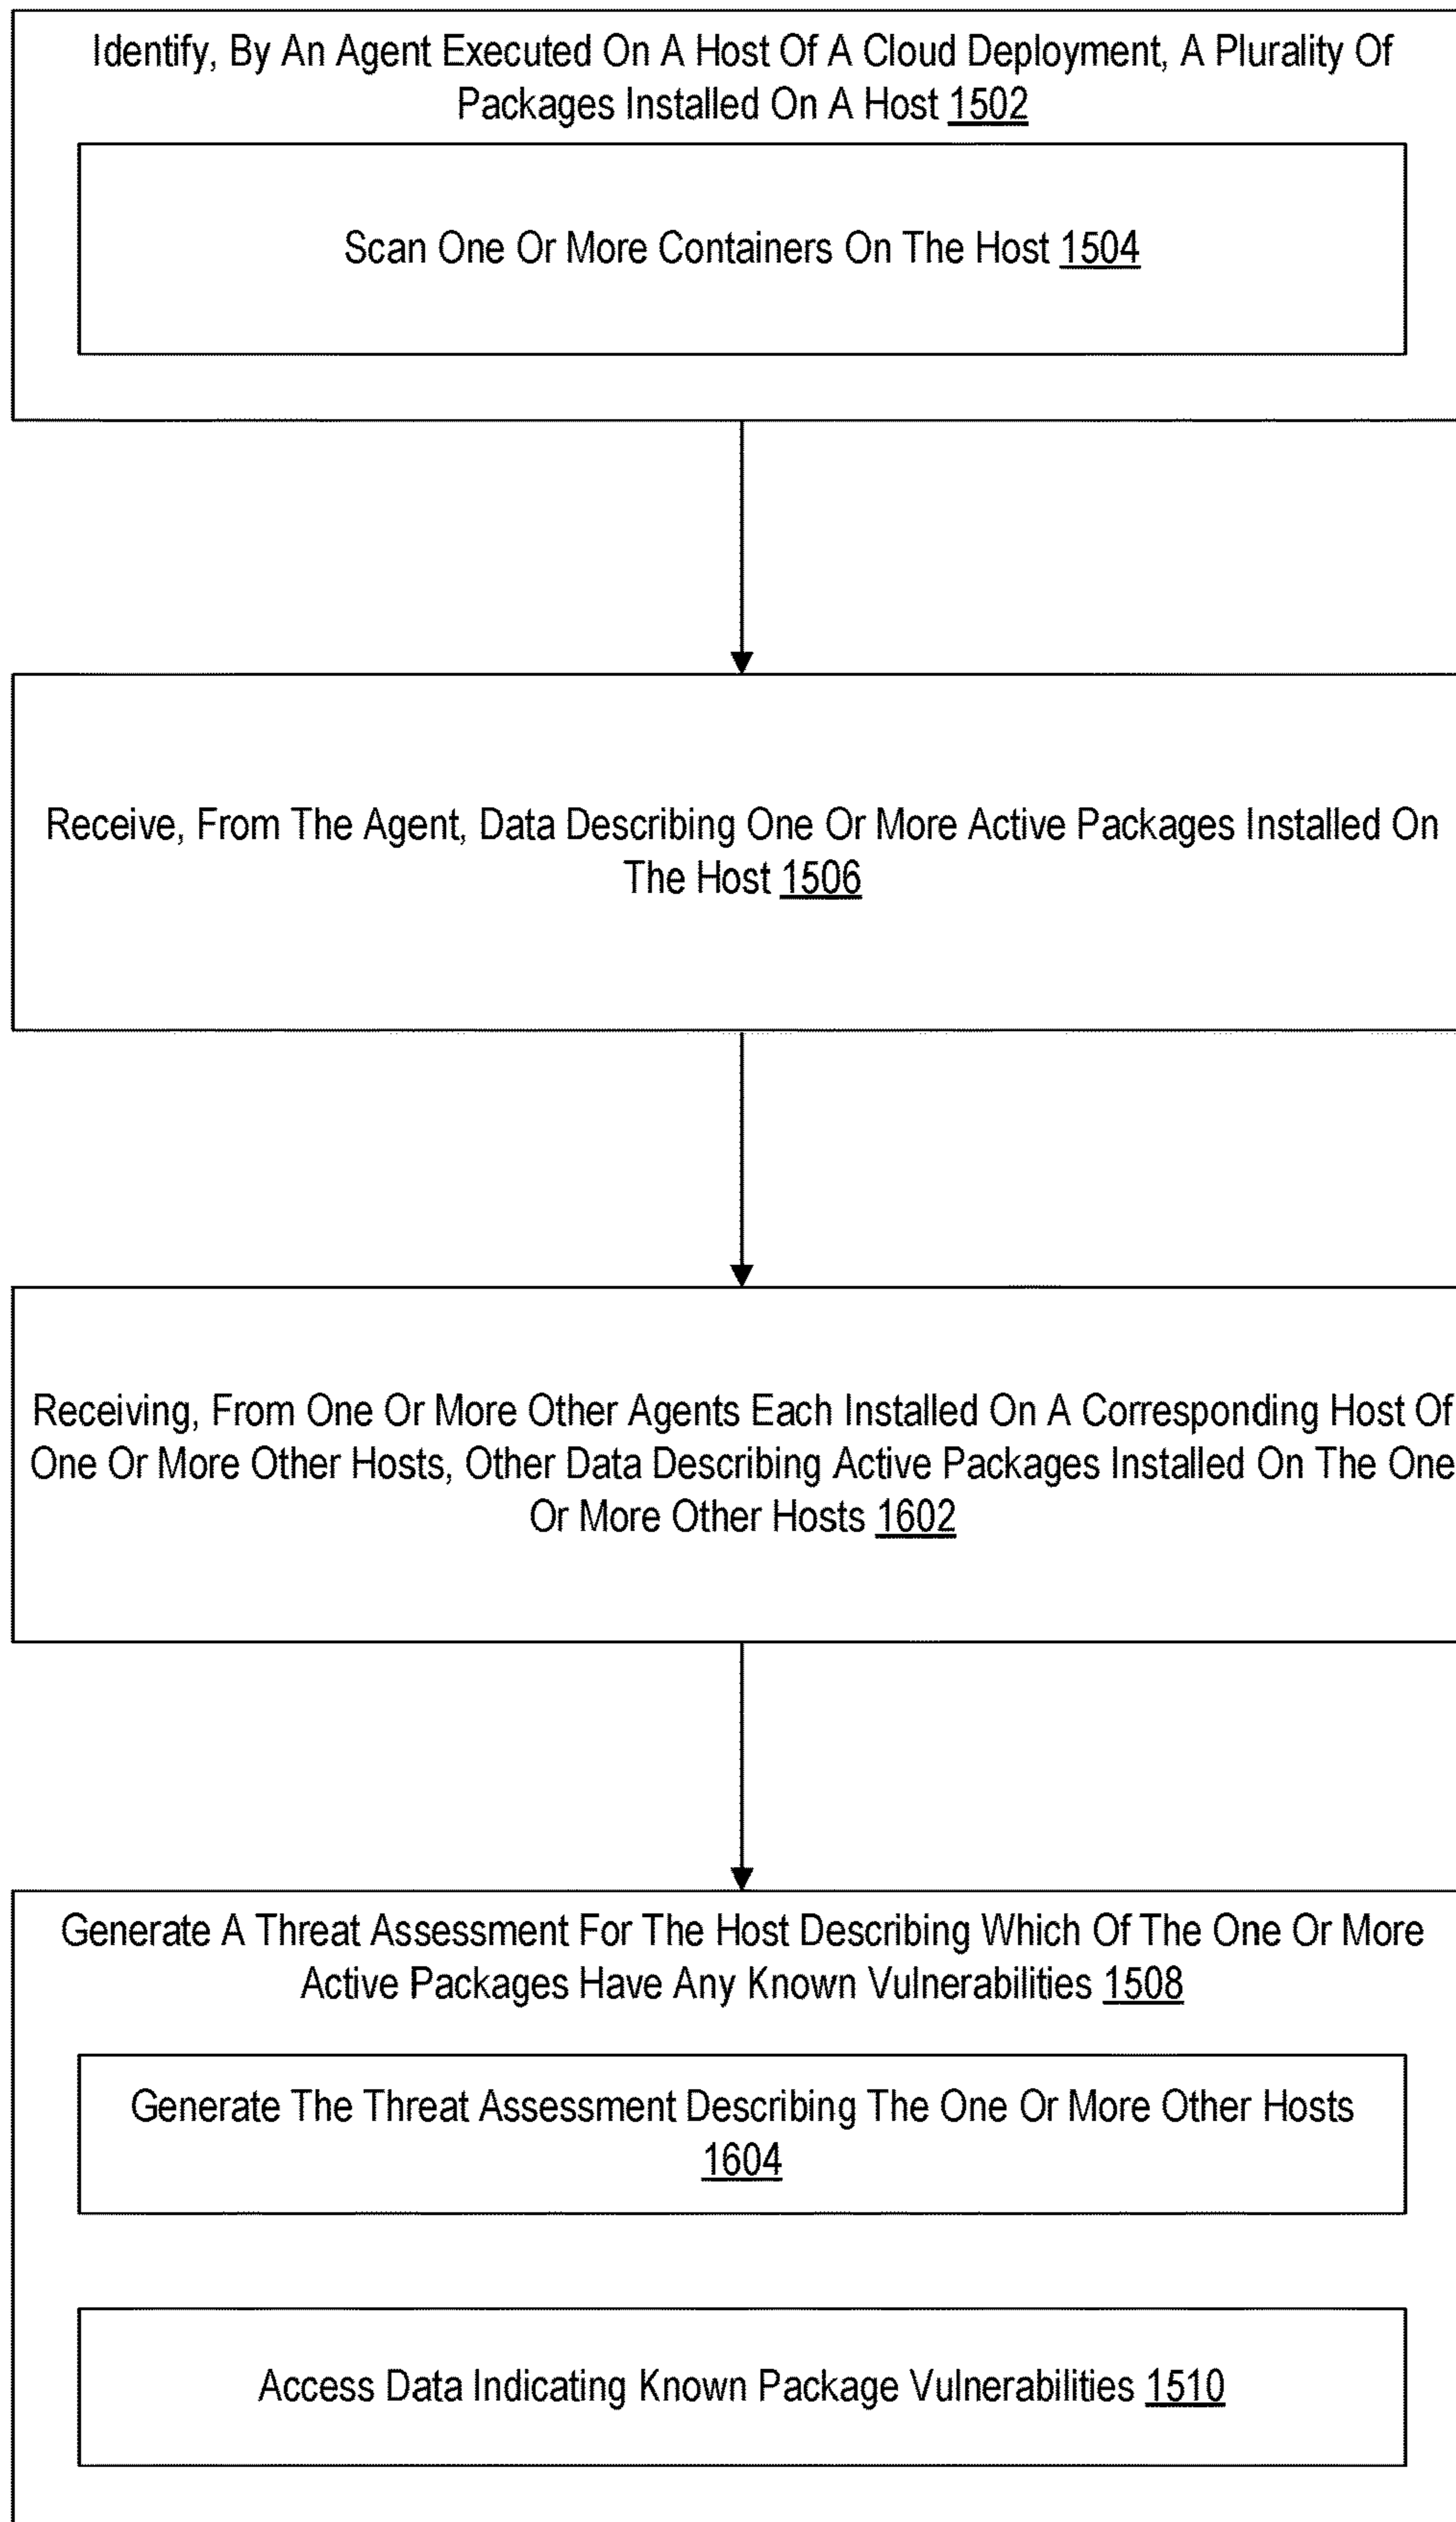 Identify, By An Agent Executed On A Host Of A Cloud Deployment, A Plurality Of
Packages Installed On A Host 1502
Scan One Or More Containers On The Host 1504
Receive, From The Agent, Data Describing One Or More Active Packages Installed On
The Host 1506
Receiving, From One Or More Other Agents Each Installed On A Corresponding Host Of
One Or More Other Hosts, Other Data Describing Active Packages Installed On The One
Or More Other Hosts 1602
Generate A Threat Assessment For The Host Describing Which Of The One Or More
Active Packages Have Any Known Vulnerabilities 1508
Generate The Threat Assessment Describing The One Or More Other Hosts
1604
Access Data Indicating Known Package Vulnerabilities 1510